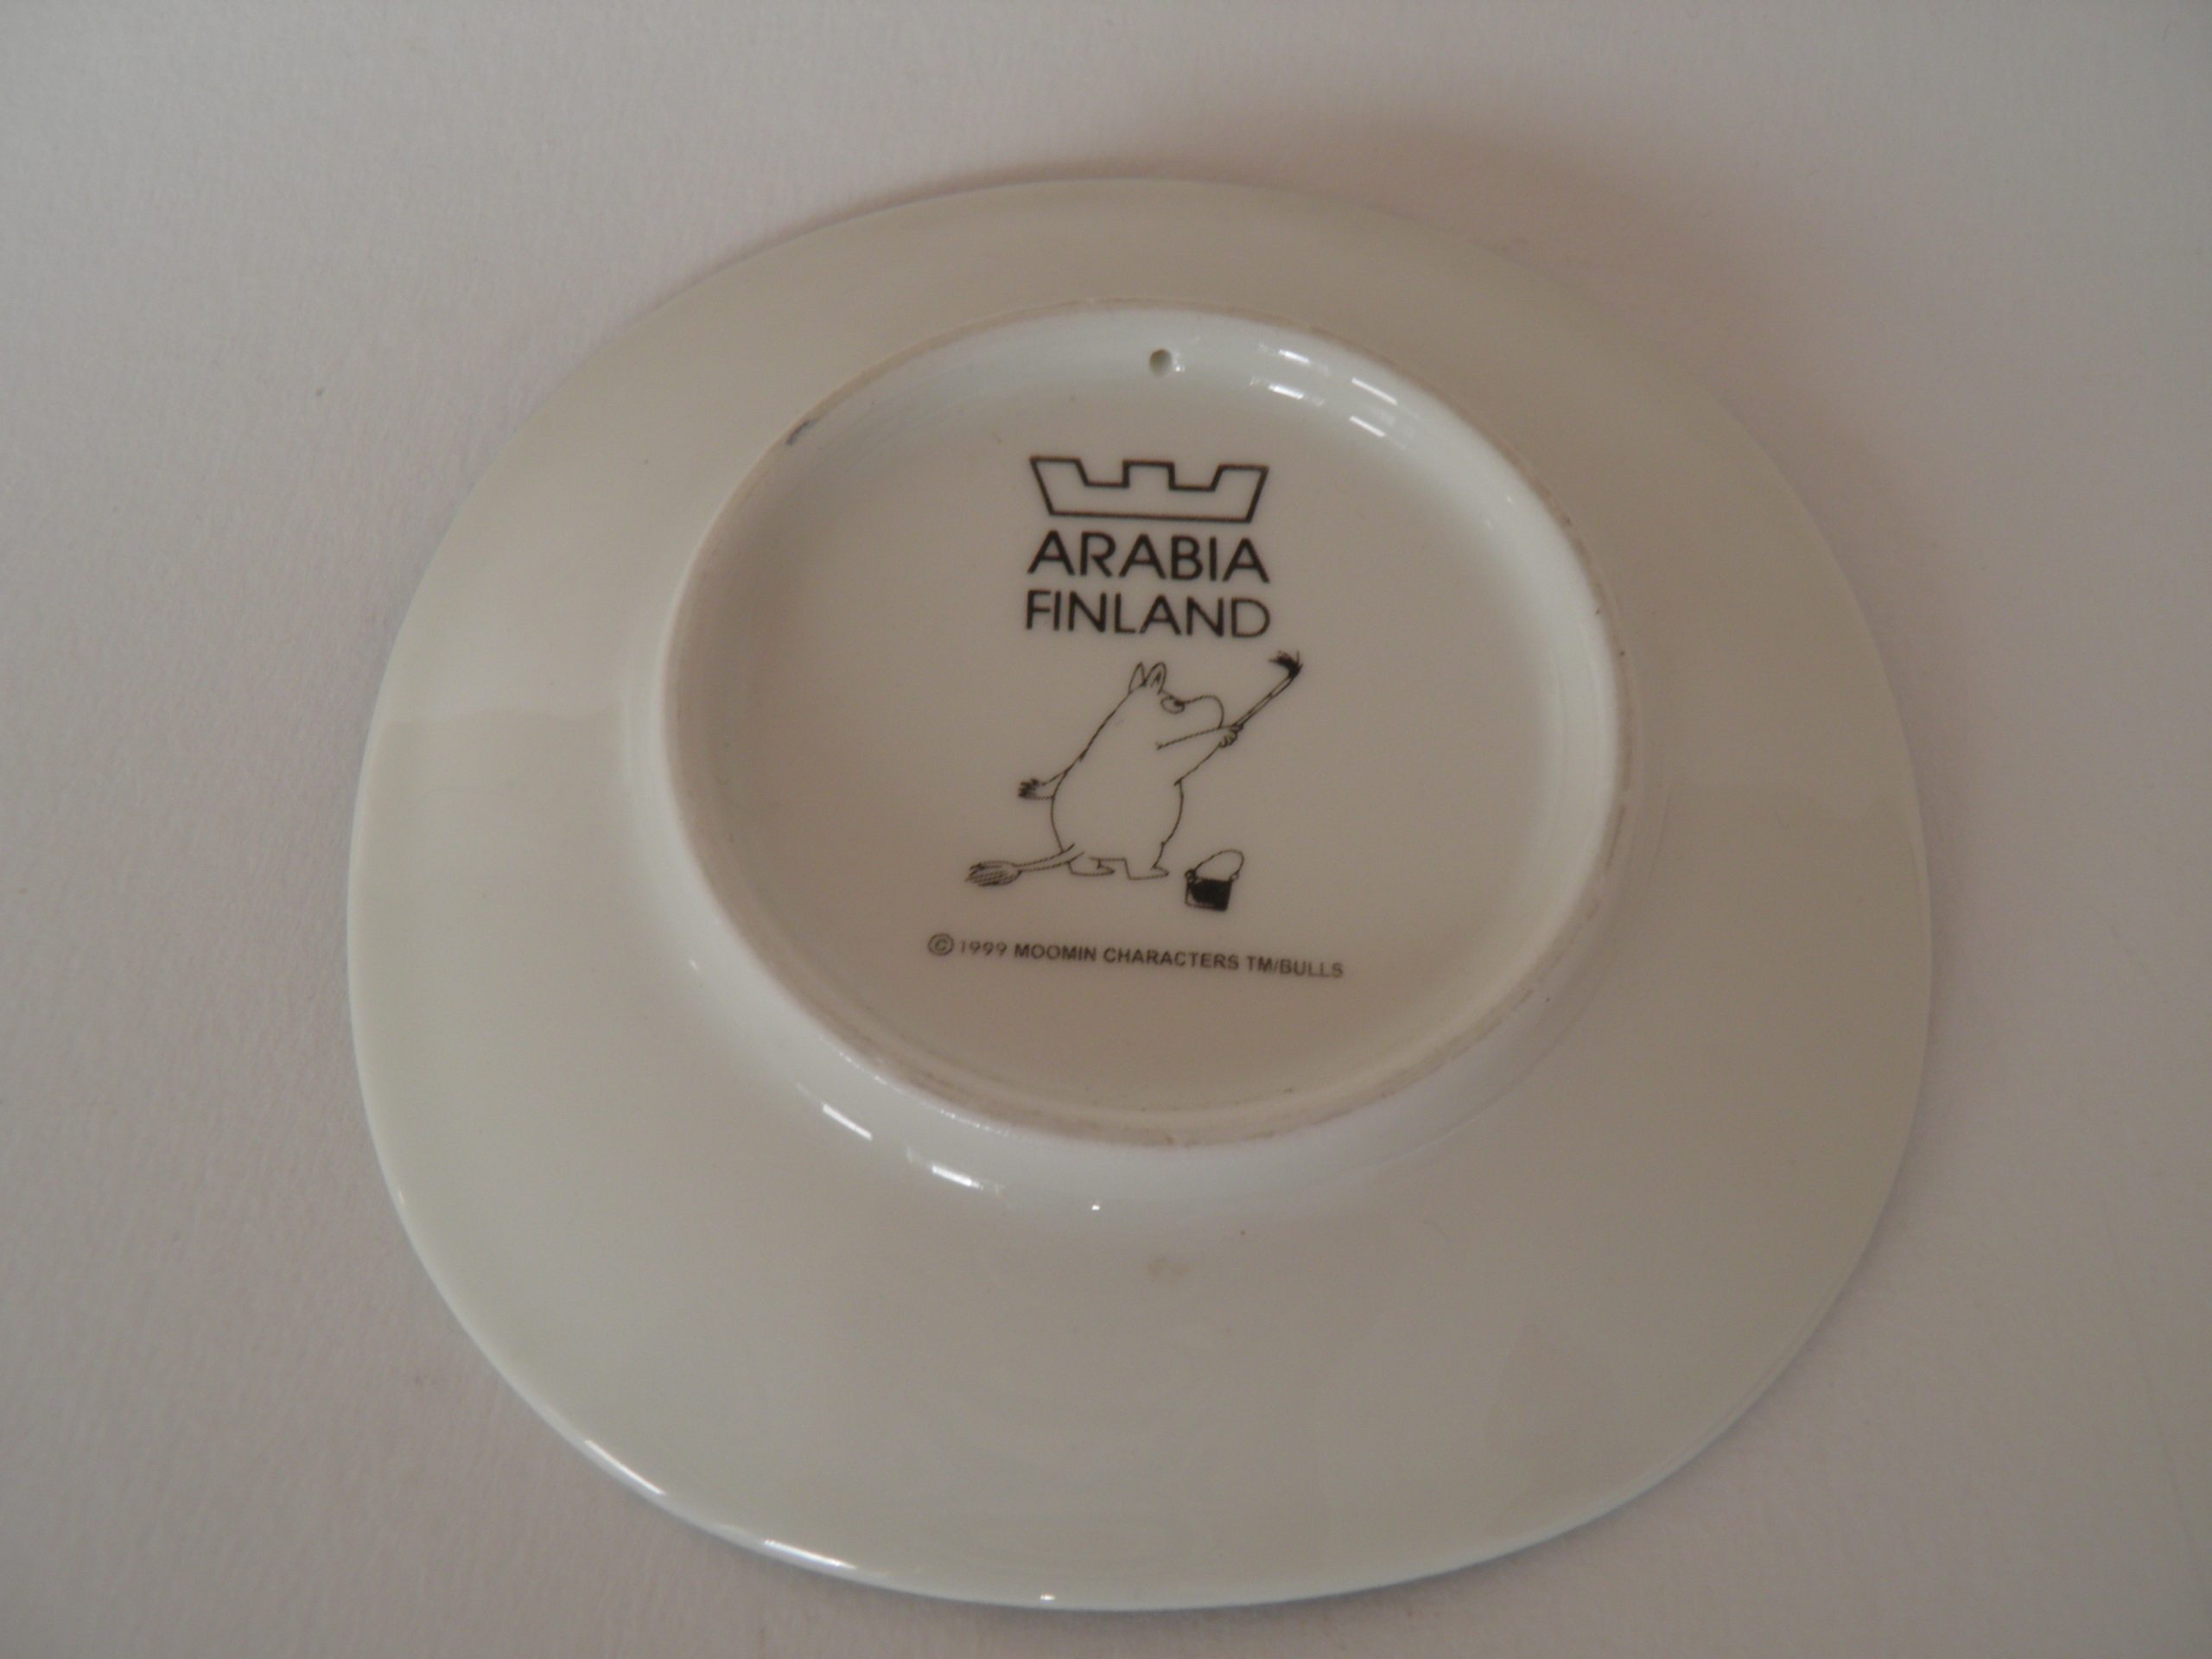 ARABIA
FINLAND
© 1999 MOOMIN CHARACTERS TM/BULLS